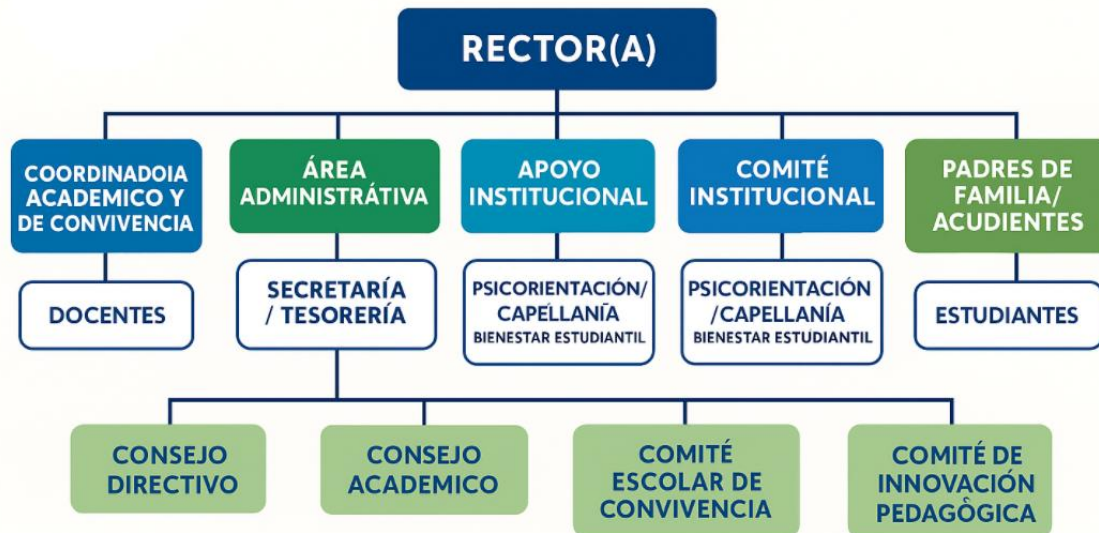 RECTOR(A)
COORDINADOIA
ACADEMICO Y
DE CONVIVENCIA
ÁREA
ADMINISTRÁTIVA
APOYO
INSTITUCIONAL
COMITÉ
INSTITUCIONAL
PADRES DE
FAMILIA/
ACUDIENTES
DOCENTES
SECRETARÍA
/ TESORERÍA
PSICORIENTACIÓN/
CAPELLANÍA
BIENESTAR ESTUDIANTIL
PSICORIENTACIÓN
/CAPELLANÍA
BIENESTAR ESTUDIANTIL
ESTUDIANTES
CONSEJO
DIRECTIVO
CONSEJO
ACADEMICO
COMITÉ
ESCOLAR DE
CONVIVENCIA
COMITÉ DE
INNOVACIÓN
PEDAGÒGICA